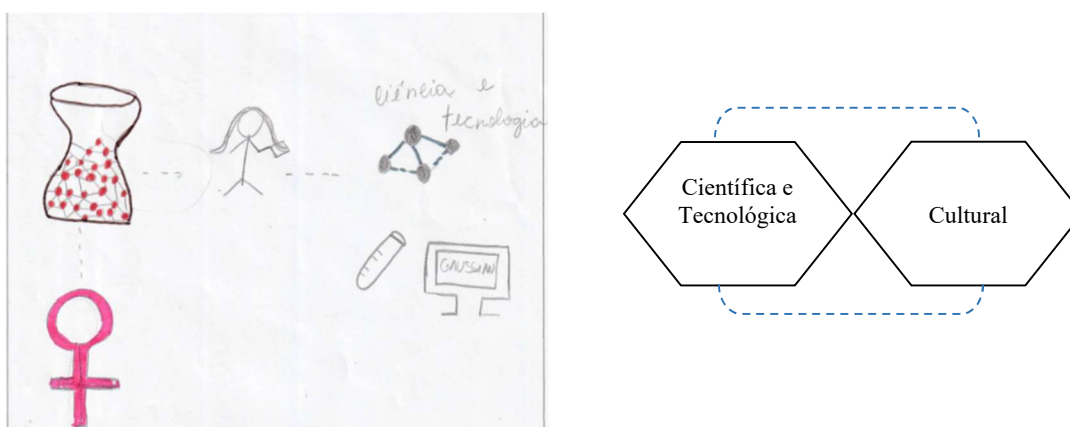 ciência e
tecnologia
GAUSSIAN
Científica e
Tecnológica
Cultural